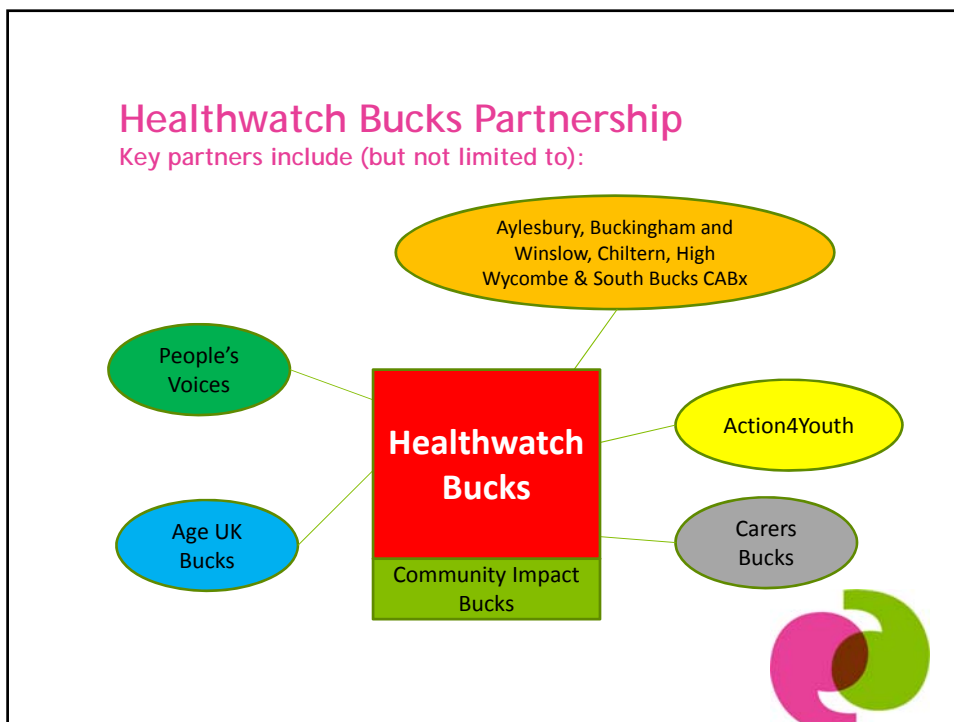 Healthwatch Bucks Partnership
Key partners include (but not limited to):
Aylesbury, Buckingham and
Winslow, Chiltern, High
Wycombe & South Bucks CABx
People’s
Voices
Healthwatch
Bucks
Action4Youth
Age UK
Bucks
Carers
Bucks
Community Impact
Bucks